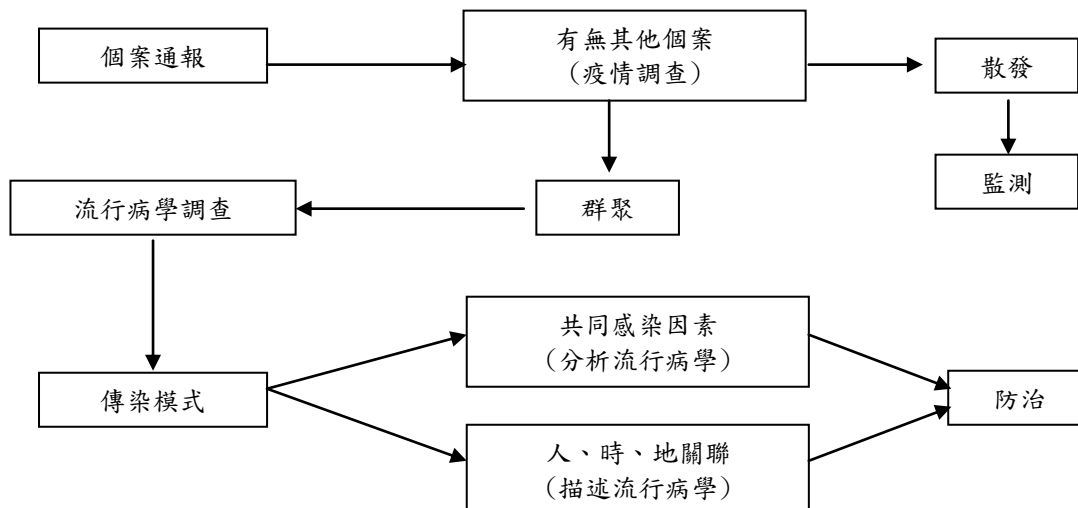 個案通報
有無其他個案
（疫情調查）
散發
監測
流行病學調查
群聚
共同感染因素
（分析流行病學）
傳染模式
防治
人、時、地關聯
（描述流行病學）